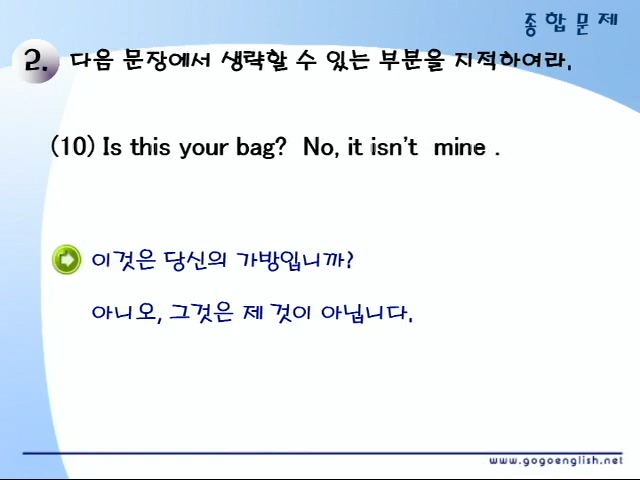 종합문제
2. 다음 문장에서 생략할 수 있는 부분을 지적하여라.
(10) Is this your bag? No, it isn't mine .
이것은 당신의 가방입니까?
아니오, 그것은 제 것이 아닙니다.
www.gogoenglish.net